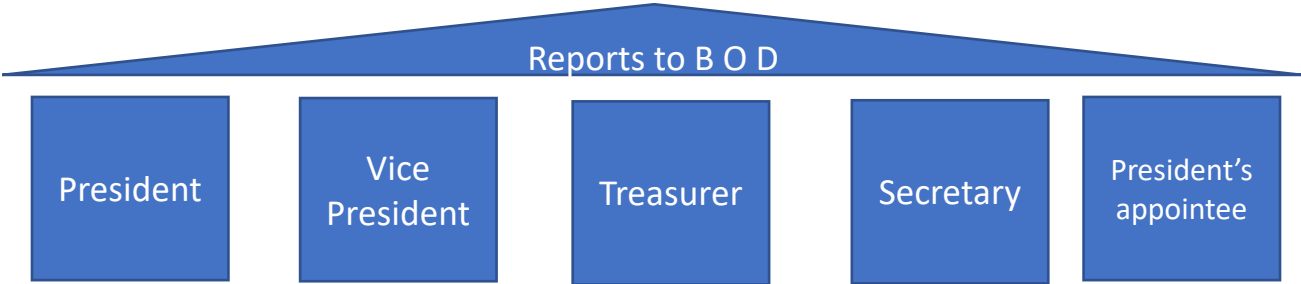 Reports to B O D
President
Vice
President
Treasurer
Secretary
President’s
appointee